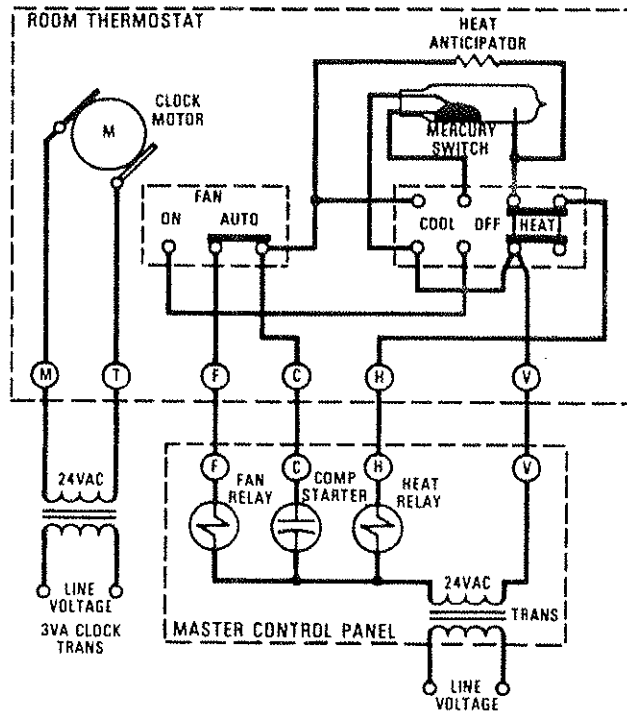 ROOM THERMOSTAT
HEAT
ANTICIPATOR
CLOCK
MOTOR
M
MERCURY
SWITCH
FAN
ON
AUTO
COOL
OFF
HEAT
M
T
F
C
H
V
F
C
H
V
24VAC
FAN
RELAY
COMP
STARTER
HEAT
RELAY
LINE
VOLTAGE
3VA CLOCK
TRANS
24VAC
TRANS
MASTER CONTROL PANEL
LINE
VOLTAGE